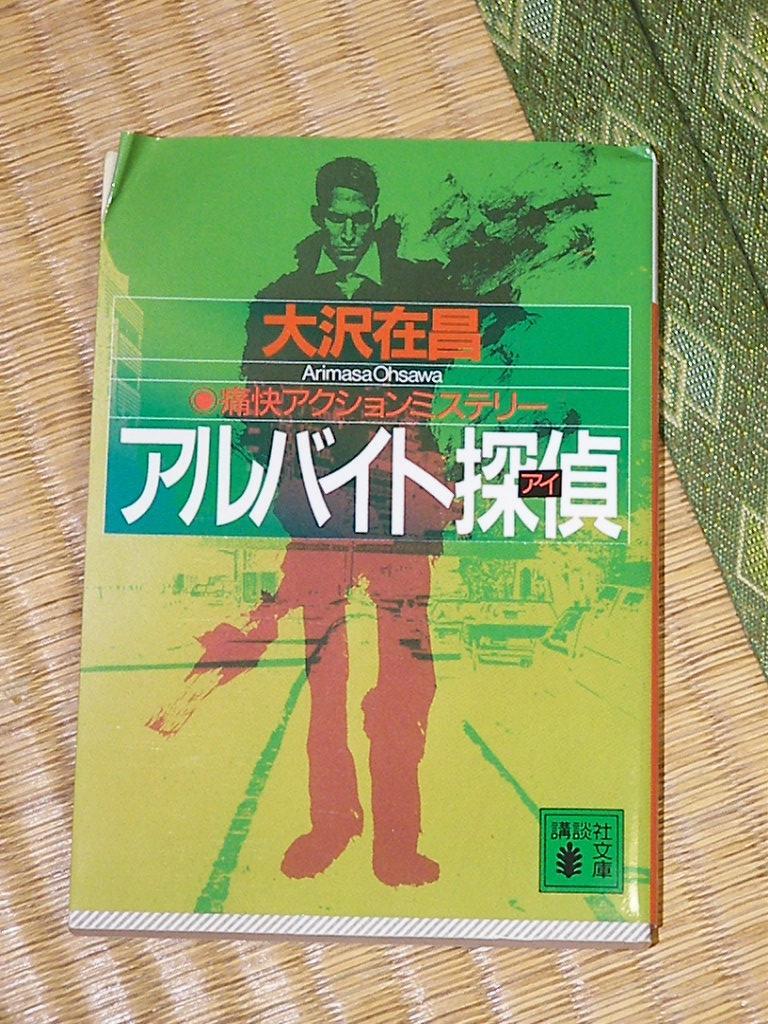 大沢在昌
Arimasa Ohsawa
●痛快アクションミステリー
アルバイト探偵
アイ
講談社
文庫